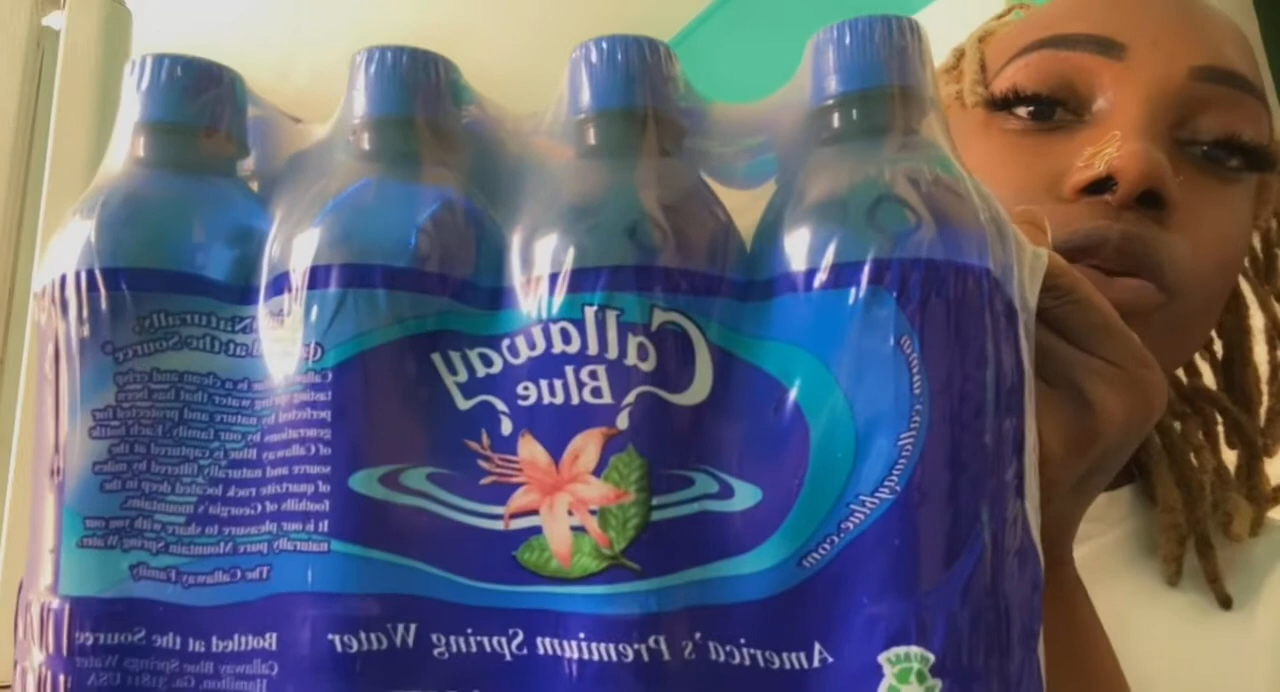 Callaway
Blue
www.callawayblue.com
Naturally.
at the Source
Callaway Blue is a clean and crisp
tasting spring water that has been
perfected by nature and protected for
generations by our family. Each bottle
of Callaway Blue is captured at the
source and naturally filtered by miles
of quartzite rock located deep in the
foothills of Georgia's mountains.
It is our pleasure to share with you our
naturally pure Mountain Spring Water.
The Callaway Family
America's Premium Spring Water
Bottled at the Source
Callaway Blue Springs Water
Hamilton, Ga. 31811 USA